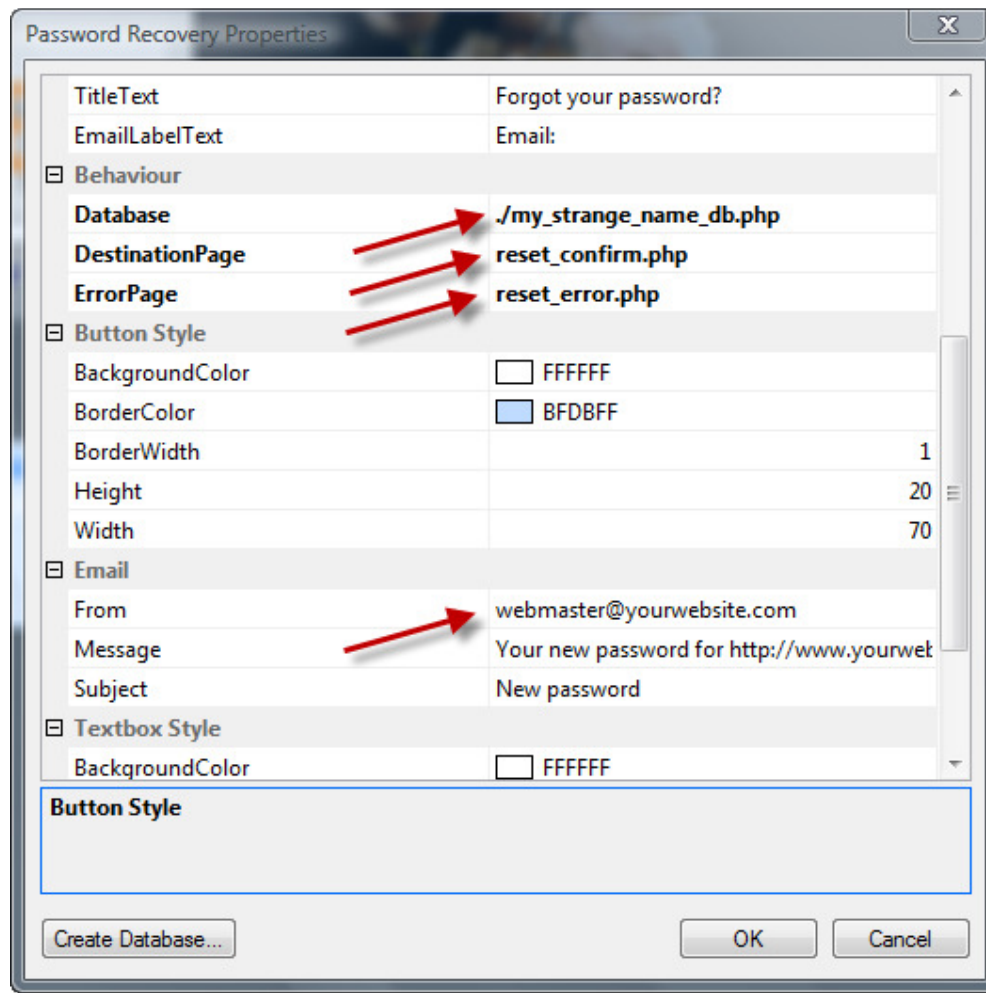 Password Recovery Properties
TitleText Forgot your password?
EmailLabelText Email:
Behaviour
Database ./my_strange_name_db.php
DestinationPage reset_confirm.php
ErrorPage reset_error.php
Button Style
BackgroundColor FFFFFF
BorderColor BFDBFF
BorderWidth 1
Height 20
Width 70
Email
From webmaster@yourwebsite.com
Message Your new password for http://www.yourweb
Subject New password
Textbox Style
BackgroundColor FFFFFF
Button Style
Create Database... OK Cancel